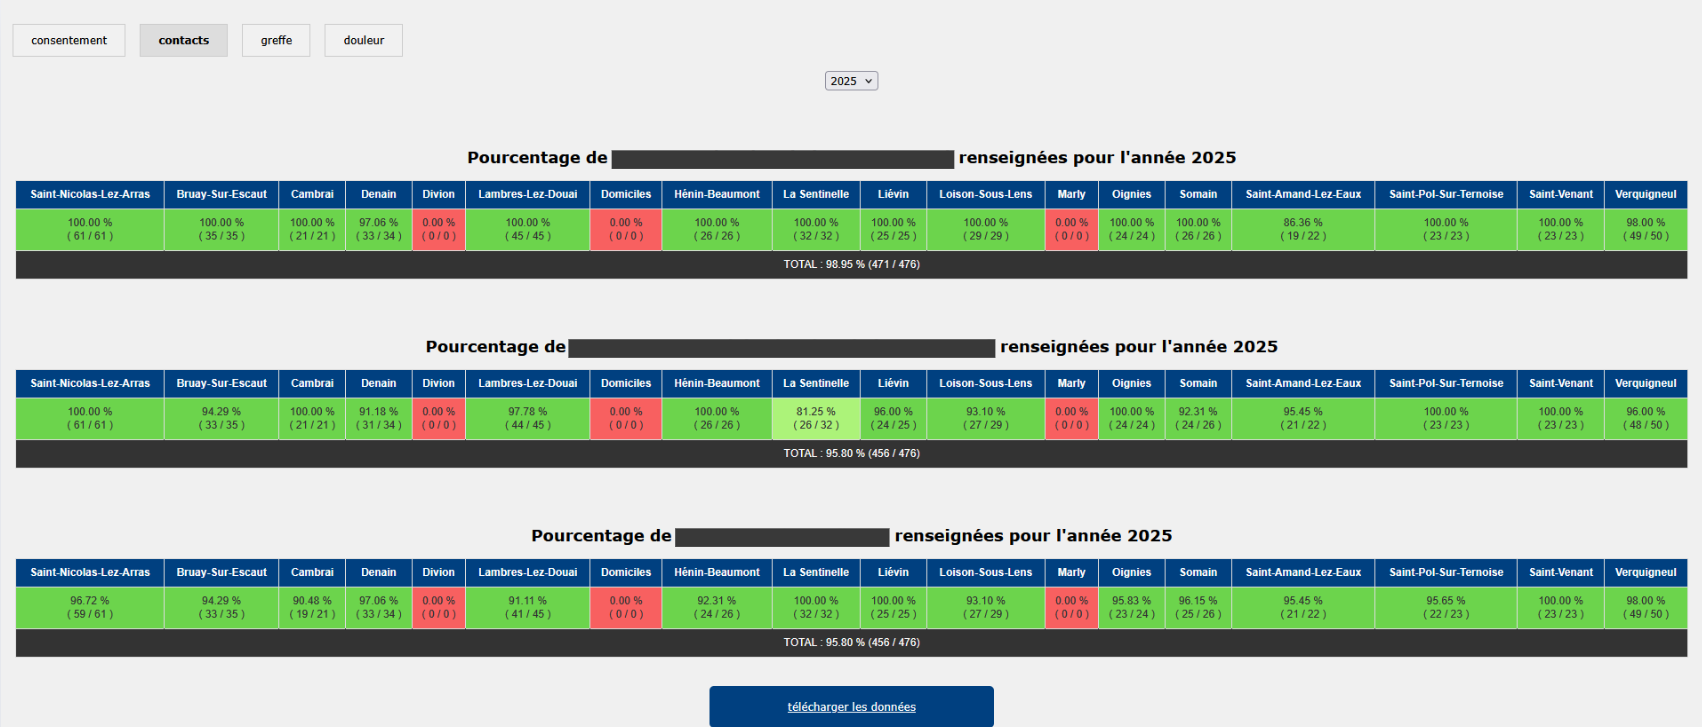 consentement contacts greffe douleur
2025
Pourcentage de renseignées pour l'année 2025
Saint-Nicolas-Lez-Arras Bruay-Sur-Escaut Cambrai Denain Divion Lambres-Lez-Douai Domiciles Hénin-Beaumont La Sentinelle Liévin Loison-Sous-Lens Marly Oignies Somain Saint-Amand-Lez-Eaux Saint-Pol-Sur-Ternoise Saint-Venant Verquigneul
100.00 % 100.00 % 100.00 % 97.06 % 0.00 % 100.00 % 0.00 % 100.00 % 100.00 % 100.00 % 100.00 % 0.00 % 100.00 % 100.00 % 86.36 % 100.00 % 100.00 % 98.00 %
( 61 / 61 ) ( 35 / 35 ) ( 21 / 21 ) ( 33 / 34 ) ( 0 / 0 ) ( 45 / 45 ) ( 0 / 0 ) ( 26 / 26 ) ( 32 / 32 ) ( 25 / 25 ) ( 29 / 29 ) ( 0 / 0 ) ( 24 / 24 ) ( 26 / 26 ) ( 19 / 22 ) ( 23 / 23 ) ( 23 / 23 ) ( 49 / 50 )
TOTAL : 98.95 % (471 / 476)
Pourcentage de renseignées pour l'année 2025
Saint-Nicolas-Lez-Arras Bruay-Sur-Escaut Cambrai Denain Divion Lambres-Lez-Douai Domiciles Hénin-Beaumont La Sentinelle Liévin Loison-Sous-Lens Marly Oignies Somain Saint-Amand-Lez-Eaux Saint-Pol-Sur-Ternoise Saint-Venant Verquigneul
100.00 % 94.29 % 100.00 % 91.18 % 0.00 % 97.78 % 0.00 % 100.00 % 81.25 % 96.00 % 93.10 % 0.00 % 100.00 % 92.31 % 95.45 % 100.00 % 100.00 % 96.00 %
( 61 / 61 ) ( 33 / 35 ) ( 21 / 21 ) ( 31 / 34 ) ( 0 / 0 ) ( 44 / 45 ) ( 0 / 0 ) ( 26 / 26 ) ( 26 / 32 ) ( 24 / 25 ) ( 27 / 29 ) ( 0 / 0 ) ( 24 / 24 ) ( 24 / 26 ) ( 21 / 22 ) ( 23 / 23 ) ( 23 / 23 ) ( 48 / 50 )
TOTAL : 95.80 % (456 / 476)
Pourcentage de renseignées pour l'année 2025
Saint-Nicolas-Lez-Arras Bruay-Sur-Escaut Cambrai Denain Divion Lambres-Lez-Douai Domiciles Hénin-Beaumont La Sentinelle Liévin Loison-Sous-Lens Marly Oignies Somain Saint-Amand-Lez-Eaux Saint-Pol-Sur-Ternoise Saint-Venant Verquigneul
96.72 % 94.29 % 90.48 % 97.06 % 0.00 % 91.11 % 0.00 % 92.31 % 100.00 % 100.00 % 93.10 % 0.00 % 95.83 % 96.15 % 95.45 % 95.65 % 100.00 % 98.00 %
( 59 / 61 ) ( 33 / 35 ) ( 19 / 21 ) ( 33 / 34 ) ( 0 / 0 ) ( 41 / 45 ) ( 0 / 0 ) ( 24 / 26 ) ( 32 / 32 ) ( 25 / 25 ) ( 27 / 29 ) ( 0 / 0 ) ( 23 / 24 ) ( 25 / 26 ) ( 21 / 22 ) ( 22 / 23 ) ( 23 / 23 ) ( 49 / 50 )
TOTAL : 95.80 % (456 / 476)
télécharger les données